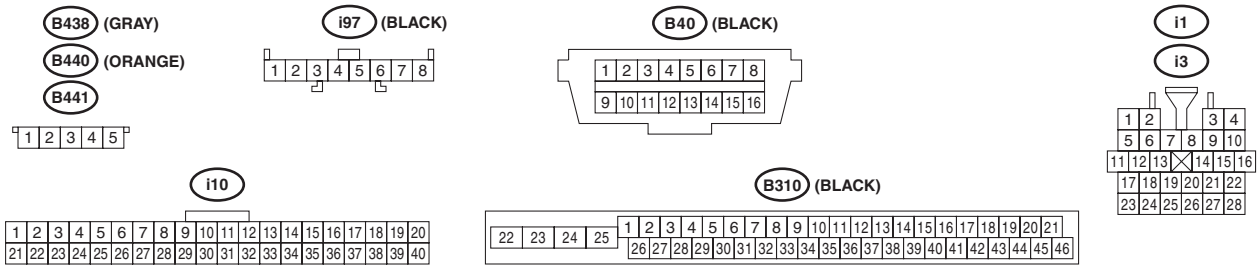 B438 (GRAY)
B440 (ORANGE)
B441
1 2 3 4 5
i97 (BLACK)
1 2 3 4 5 6 7 8
B40 (BLACK)
1 2 3 4 5 6 7 8
9 10 11 12 13 14 15 16
i1
i3
1 2 3 4
5 6 7 8 9 10
11 12 13 14 15 16
17 18 19 20 21 22
23 24 25 26 27 28
i10
1 2 3 4 5 6 7 8 9 10 11 12 13 14 15 16 17 18 19 20
21 22 23 24 25 26 27 28 29 30 31 32 33 34 35 36 37 38 39 40
B310 (BLACK)
22 23 24 25
1 2 3 4 5 6 7 8 9 10 11 12 13 14 15 16 17 18 19 20 21
26 27 28 29 30 31 32 33 34 35 36 37 38 39 40 41 42 43 44 45 46